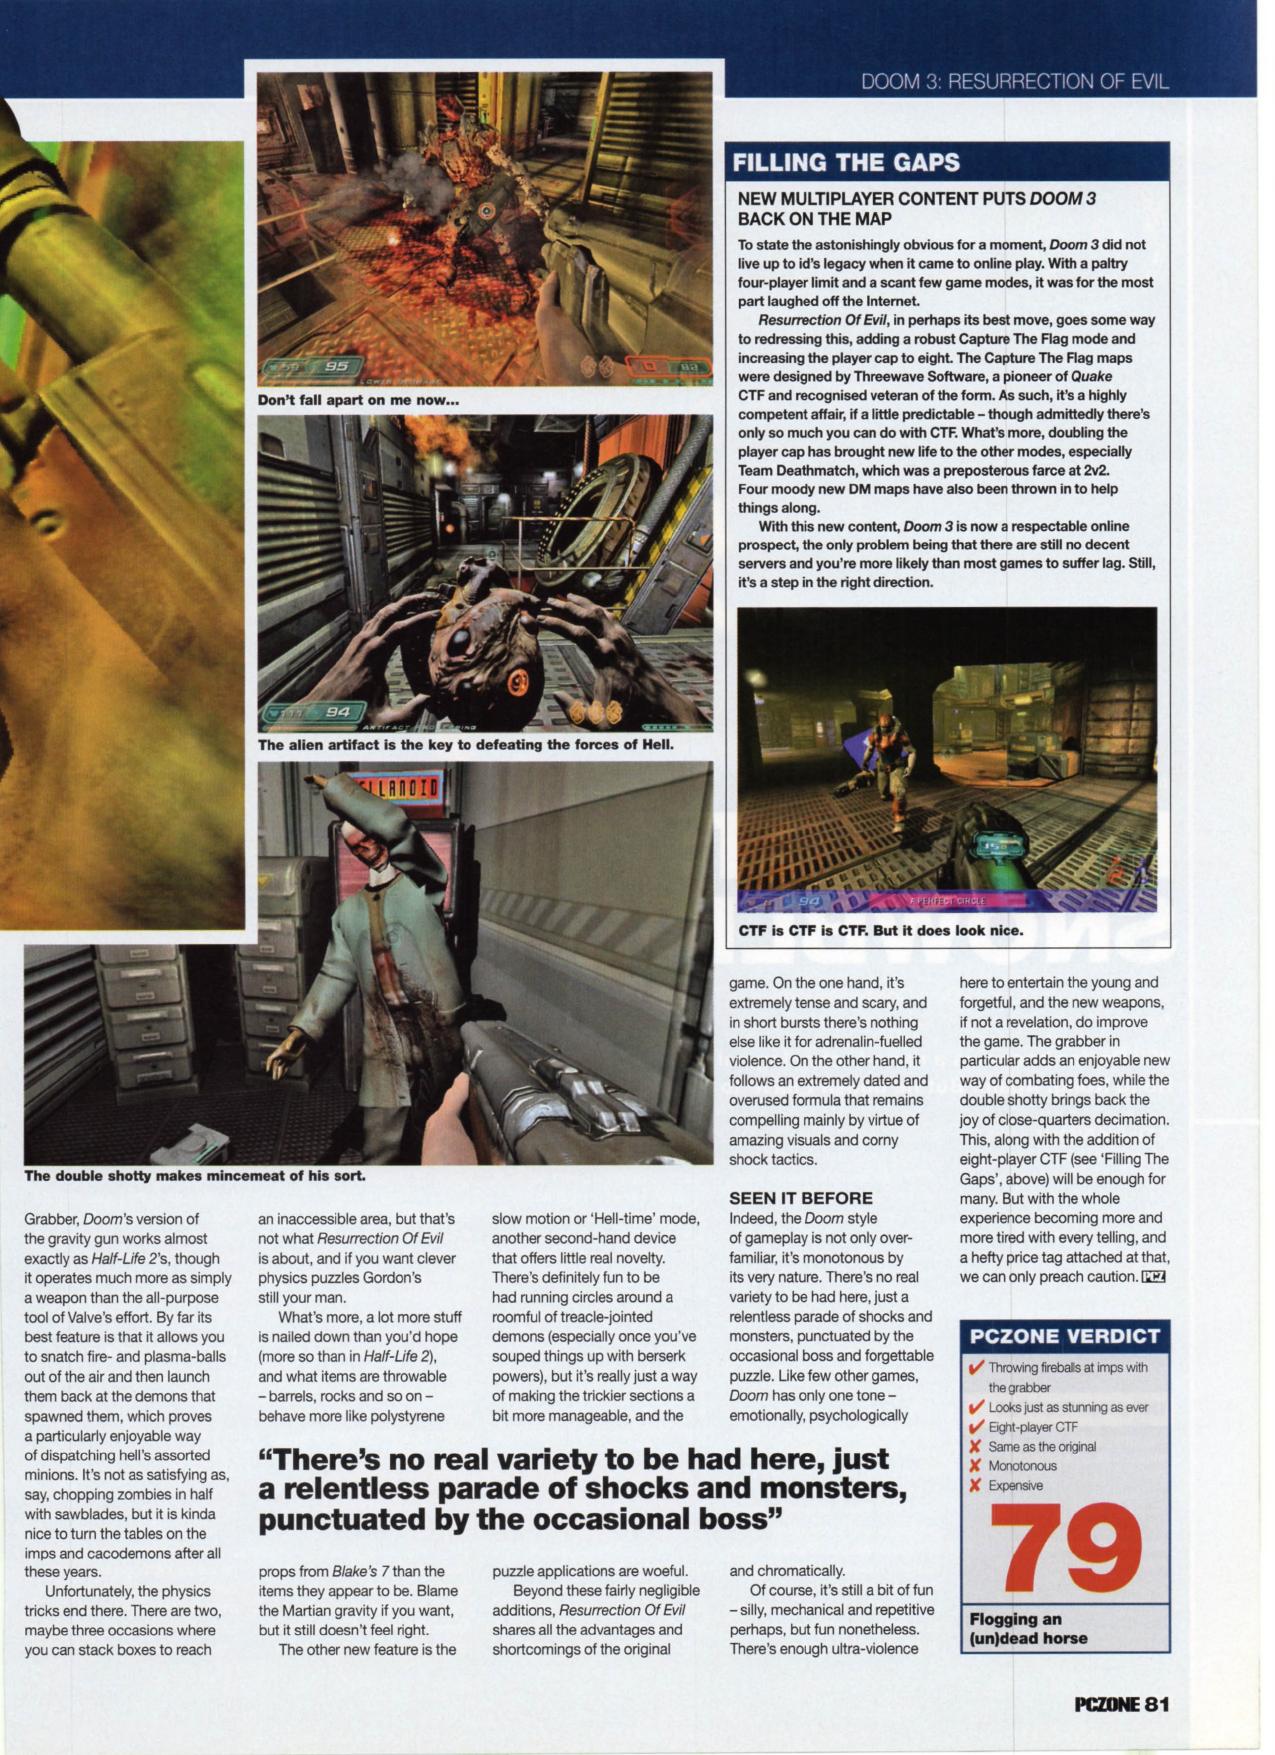 DOOM 3: RESURRECTION OF EVIL
Don't fall apart on me now...
The alien artifact is the key to defeating the forces of Hell.
The double shotty makes mincemeat of his sort.
FILLING THE GAPS
NEW MULTIPLAYER CONTENT PUTS DOOM 3
BACK ON THE MAP
To state the astonishingly obvious for a moment, Doom 3 did not
live up to id's legacy when it came to online play. With a paltry
four-player limit and a scant few game modes, it was for the most
part laughed off the Internet.
Resurrection Of Evil, in perhaps its best move, goes some way
to redressing this, adding a robust Capture The Flag mode and
increasing the player cap to eight. The Capture The Flag maps
were designed by Threewave Software, a pioneer of Quake
CTF and recognised veteran of the form. As such, it's a highly
competent affair, if a little predictable – though admittedly there's
only so much you can do with CTF. What's more, doubling the
player cap has brought new life to the other modes, especially
Team Deathmatch, which was a preposterous farce at 2v2.
Four moody new DM maps have also been thrown in to help
things along.
With this new content, Doom 3 is now a respectable online
prospect, the only problem being that there are still no decent
servers and you're more likely than most games to suffer lag. Still,
it's a step in the right direction.
94
A PERFECT CIRCLE
CTF is CTF is CTF. But it does look nice.
95
94
Grabber, Doom's version of
the gravity gun works almost
exactly as Half-Life 2's, though
it operates much more as simply
a weapon than the all-purpose
tool of Valve's effort. By far its
best feature is that it allows you
to snatch fire- and plasma-balls
out of the air and then launch
them back at the demons that
spawned them, which proves
a particularly enjoyable way
of dispatching hell's assorted
minions. It's not as satisfying as,
say, chopping zombies in half
with sawblades, but it is kinda
nice to turn the tables on the
imps and cacodemons after all
these years.
Unfortunately, the physics
tricks end there. There are two,
maybe three occasions where
you can stack boxes to reach
an inaccessible area, but that's
not what Resurrection Of Evil
is about, and if you want clever
physics puzzles Gordon's
still your man.
What's more, a lot more stuff
is nailed down than you'd hope
(more so than in Half-Life 2),
and what items are throwable
– barrels, rocks and so on –
behave more like polystyrene
props from Blake's 7 than the
items they appear to be. Blame
the Martian gravity if you want,
but it still doesn't feel right.
The other new feature is the
slow motion or 'Hell-time' mode,
another second-hand device
that offers little real novelty.
There's definitely fun to be
had running circles around a
roomful of treacle-jointed
demons (especially once you've
souped things up with berserk
powers), but it's really just a way
of making the trickier sections a
bit more manageable, and the
puzzle applications are woeful.
Beyond these fairly negligible
additions, Resurrection Of Evil
shares all the advantages and
shortcomings of the original
game. On the one hand, it's
extremely tense and scary, and
in short bursts there's nothing
else like it for adrenalin-fuelled
violence. On the other hand, it
follows an extremely dated and
overused formula that remains
compelling mainly by virtue of
amazing visuals and corny
shock tactics.
SEEN IT BEFORE
Indeed, the Doom style
of gameplay is not only over-
familiar, it's monotonous by
its very nature. There's no real
variety to be had here, just a
relentless parade of shocks and
monsters, punctuated by the
occasional boss and forgettable
puzzle. Like few other games,
Doom has only one tone –
emotionally, psychologically
and chromatically.
Of course, it's still a bit of fun
– silly, mechanical and repetitive
perhaps, but fun nonetheless.
There's enough ultra-violence
here to entertain the young and
forgetful, and the new weapons,
if not a revelation, do improve
the game. The grabber in
particular adds an enjoyable new
way of combating foes, while the
double shotty brings back the
joy of close-quarters decimation.
This, along with the addition of
eight-player CTF (see 'Filling The
Gaps', above) will be enough for
many. But with the whole
experience becoming more and
more tired with every telling, and
a hefty price tag attached at that,
we can only preach caution. PCZ
"There's no real variety to be had here, just
a relentless parade of shocks and monsters,
punctuated by the occasional boss"
PCZONE VERDICT
Throwing fireballs at imps with
the grabber
Looks just as stunning as ever
Eight-player CTF
Same as the original
Monotonous
Expensive
79
Flogging an
(un)dead horse
PCZONE 81